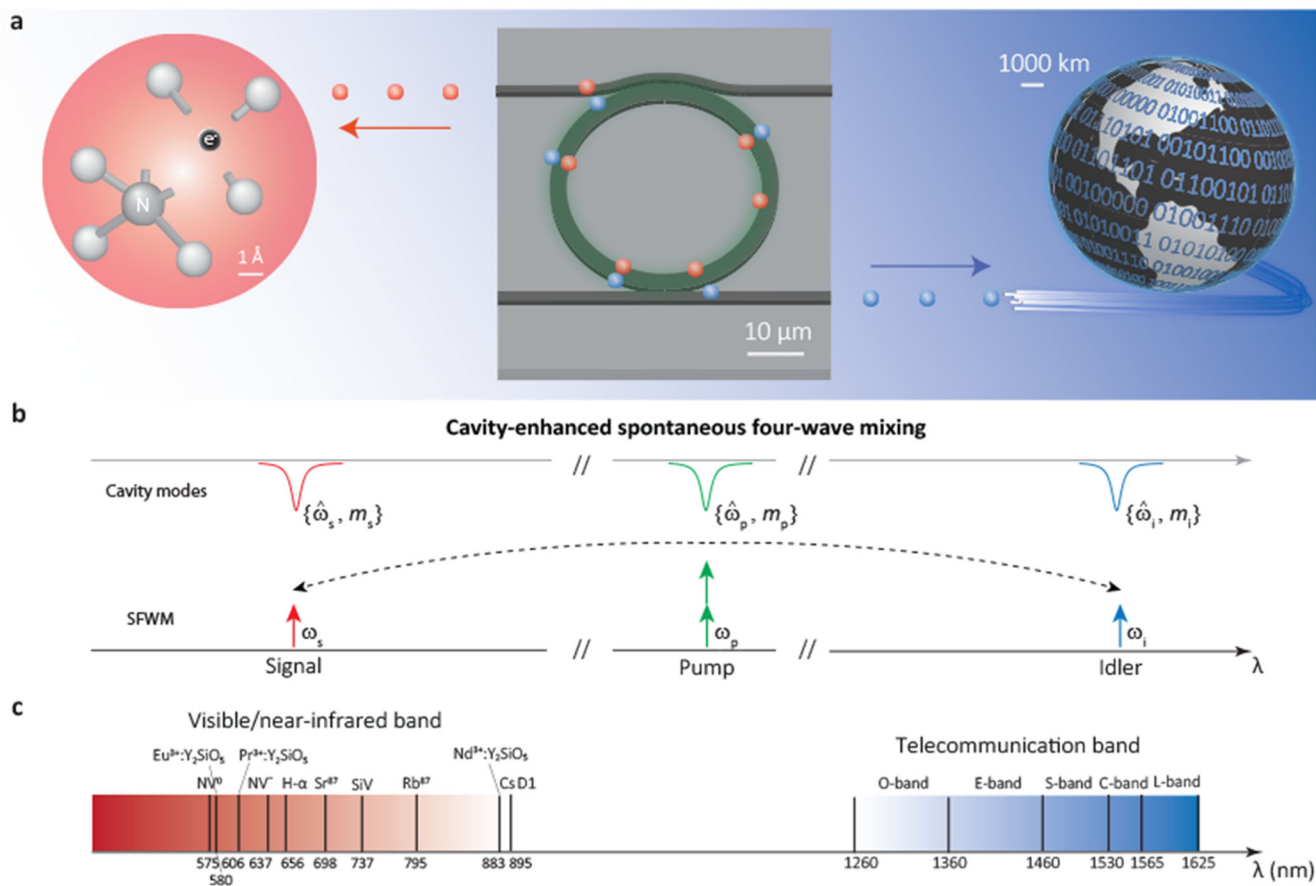 a
e-
N
1 Å
10 µm
1000 km
b
Cavity-enhanced spontaneous four-wave mixing
Cavity modes
//
//
{ω̂s, ms}
{ω̂p, mp}
{ω̂i, mi}
SFWM
ωs
ωp
ωi
//
//
Signal
Pump
Idler
λ
c
Visible/near-infrared band
Telecommunication band
Eu³⁺:Y₂SiO₅
Pr³⁺:Y₂SiO₅
Nd³⁺:Y₂SiO₅
NV⁰
NV⁻
H-α
Sr⁸⁷
SiV
Rb⁸⁷
Cs D1
O-band
E-band
S-band
C-band
L-band
575
606
637
656
698
737
795
883
895
1260
1360
1460
1530
1565
1625
λ (nm)
580